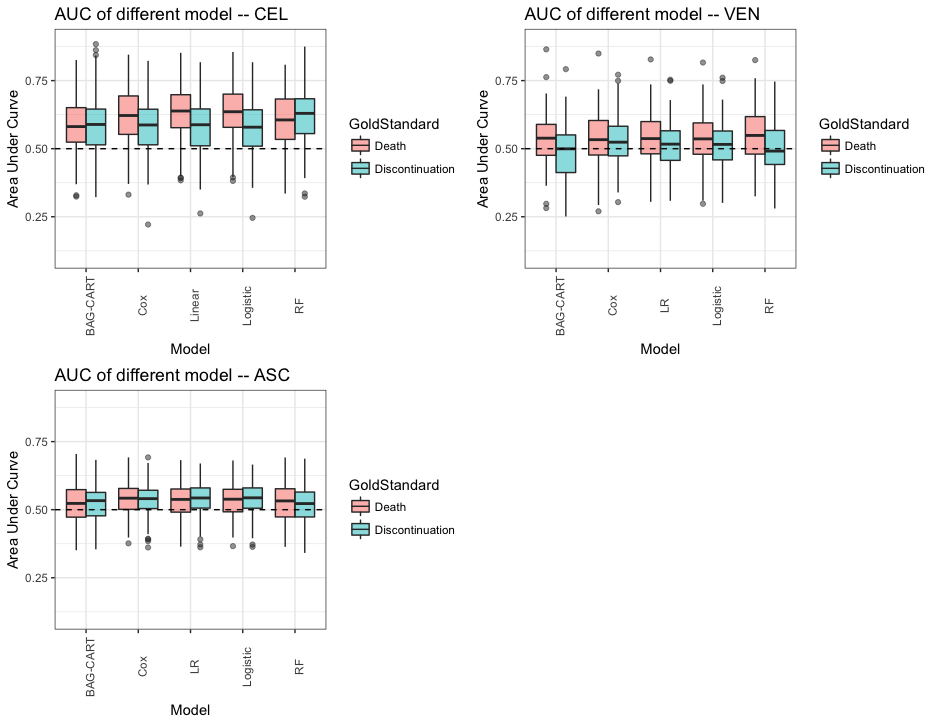 AUC of different model -- CEL
Area Under Curve
0.75
0.50
0.25
BAG-CART
Cox
Linear
Logistic
RF
Model
GoldStandard
Death
Discontinuation
AUC of different model -- VEN
Area Under Curve
0.75
0.50
0.25
BAG-CART
Cox
LR
Logistic
RF
Model
GoldStandard
Death
Discontinuation
AUC of different model -- ASC
Area Under Curve
0.75
0.50
0.25
BAG-CART
Cox
LR
Logistic
RF
Model
GoldStandard
Death
Discontinuation